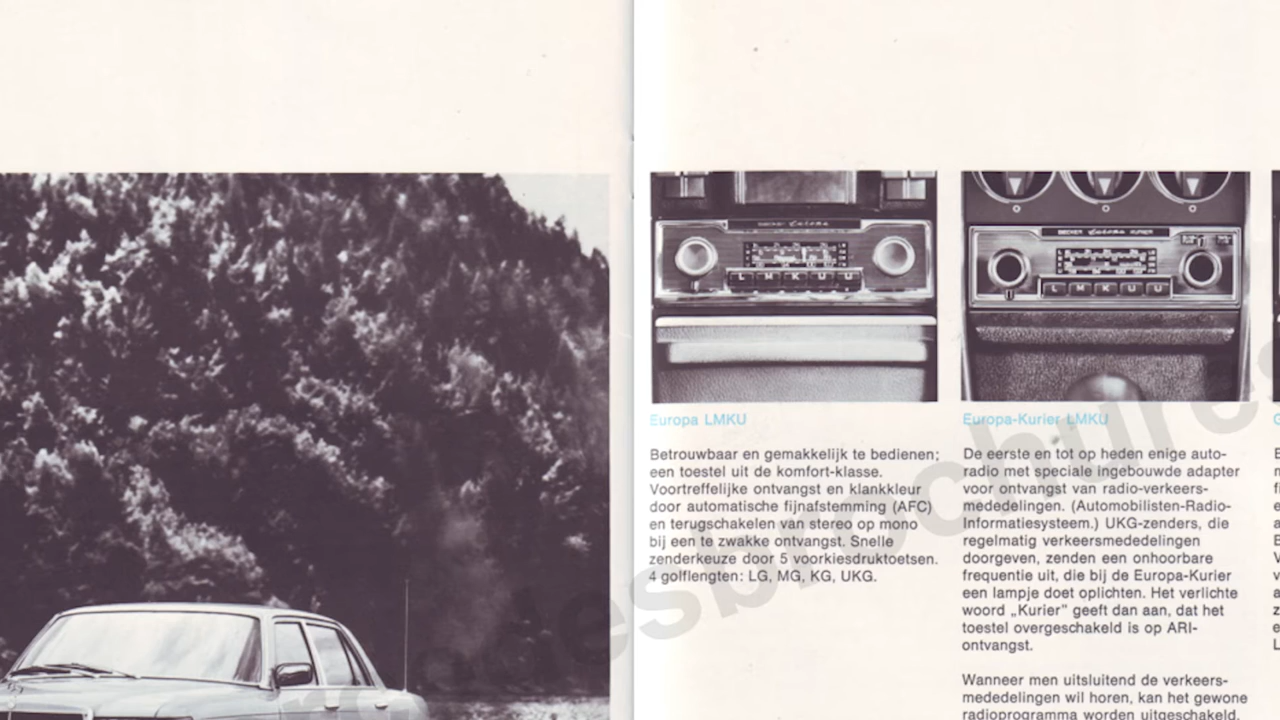 BECKER Europa
L M K U U
BECKER Europa KURIER
L M K U U
Europa LMKU
Betrouwbaar en gemakkelijk te bedienen;
een toestel uit de komfort-klasse.
Voortreffelijke ontvangst en klankkleur
door automatische fijnafstemming (AFC)
en terugschakelen van stereo op mono
bij een te zwakke ontvangst. Snelle
zenderkeuze door 5 voorkiesdruktoetsen.
4 golflengten: LG, MG, KG, UKG.
Europa-Kurier LMKU
De eerste en tot op heden enige auto-
radio met speciale ingebouwde adapter
voor ontvangst van radio-verkeers-
mededelingen. (Automobilisten-Radio-
Informatiesysteem.) UKG-zenders, die
regelmatig verkeersmededelingen
doorgeven, zenden een onhoorbare
frequentie uit, die bij de Europa-Kurier
een lampje doet oplichten. Het verlichte
woord „Kurier” geeft dan aan, dat het
toestel overgeschakeld is op ARI-
ontvangst.
Wanneer men uitsluitend de verkeers-
mededelingen wil horen, kan het gewone
radioprogramma worden uitgeschakeld.